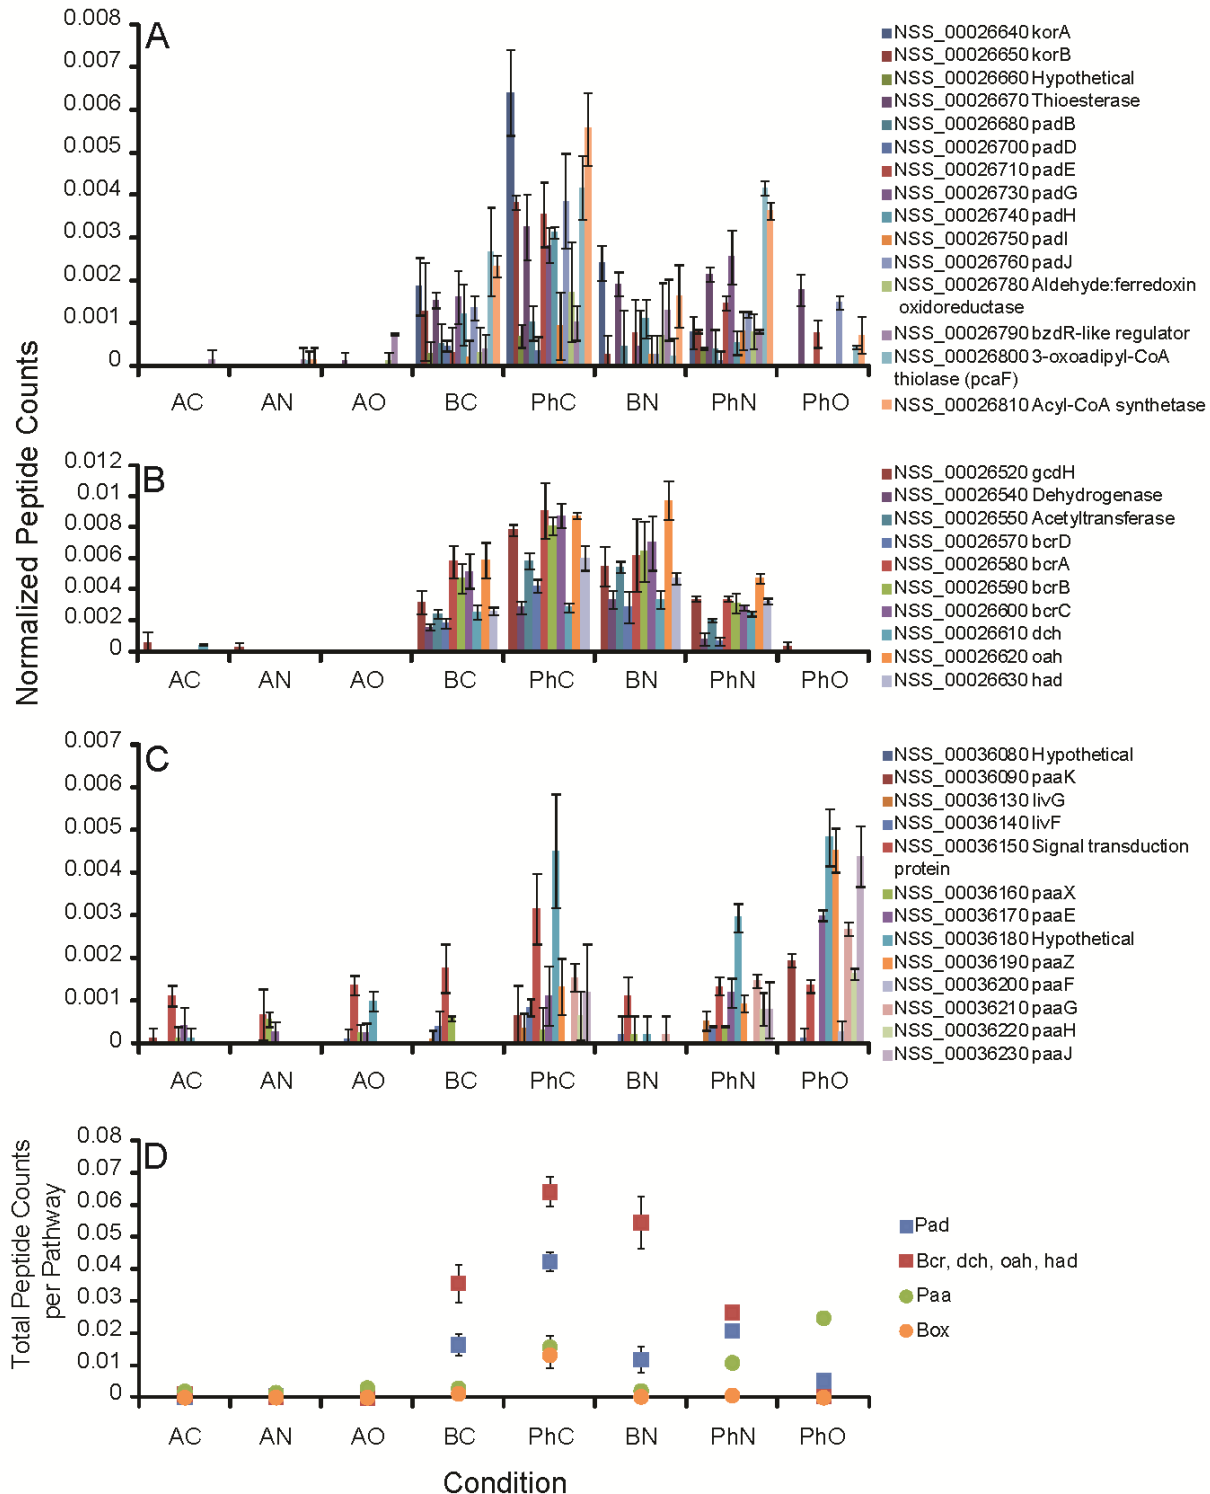 Normalized Peptide Counts
A
0.008
0.007
0.006
0.005
0.004
0.003
0.002
0.001
0
AC AN AO BC PhC BN PhN PhO
NSS_00026640 korA
NSS_00026650 korB
NSS_00026660 Hypothetical
NSS_00026670 Thioesterase
NSS_00026680 padB
NSS_00026700 padD
NSS_00026710 padE
NSS_00026730 padG
NSS_00026740 padH
NSS_00026750 padI
NSS_00026760 padJ
NSS_00026780 Aldehyde:ferredoxin
oxidoreductase
NSS_00026790 bzdR-like regulator
NSS_00026800 3-oxoadipyl-CoA
thiolase (pcaF)
NSS_00026810 Acyl-CoA synthetase
B
0.012
0.01
0.008
0.006
0.004
0.002
0
AC AN AO BC PhC BN PhN PhO
NSS_00026520 gcdH
NSS_00026540 Dehydrogenase
NSS_00026550 Acetyltransferase
NSS_00026570 bcrD
NSS_00026580 bcrA
NSS_00026590 bcrB
NSS_00026600 bcrC
NSS_00026610 dch
NSS_00026620 oah
NSS_00026630 had
C
0.007
0.006
0.005
0.004
0.003
0.002
0.001
0
AC AN AO BC PhC BN PhN PhO
NSS_00036080 Hypothetical
NSS_00036090 paaK
NSS_00036130 livG
NSS_00036140 livF
NSS_00036150 Signal transduction
protein
NSS_00036160 paaX
NSS_00036170 paaE
NSS_00036180 Hypothetical
NSS_00036190 paaZ
NSS_00036200 paaF
NSS_00036210 paaG
NSS_00036220 paaH
NSS_00036230 paaJ
Total Peptide Counts
per Pathway
D
0.08
0.07
0.06
0.05
0.04
0.03
0.02
0.01
0
AC AN AO BC PhC BN PhN PhO
Pad
Bcr, dch, oah, had
Paa
Box
Condition